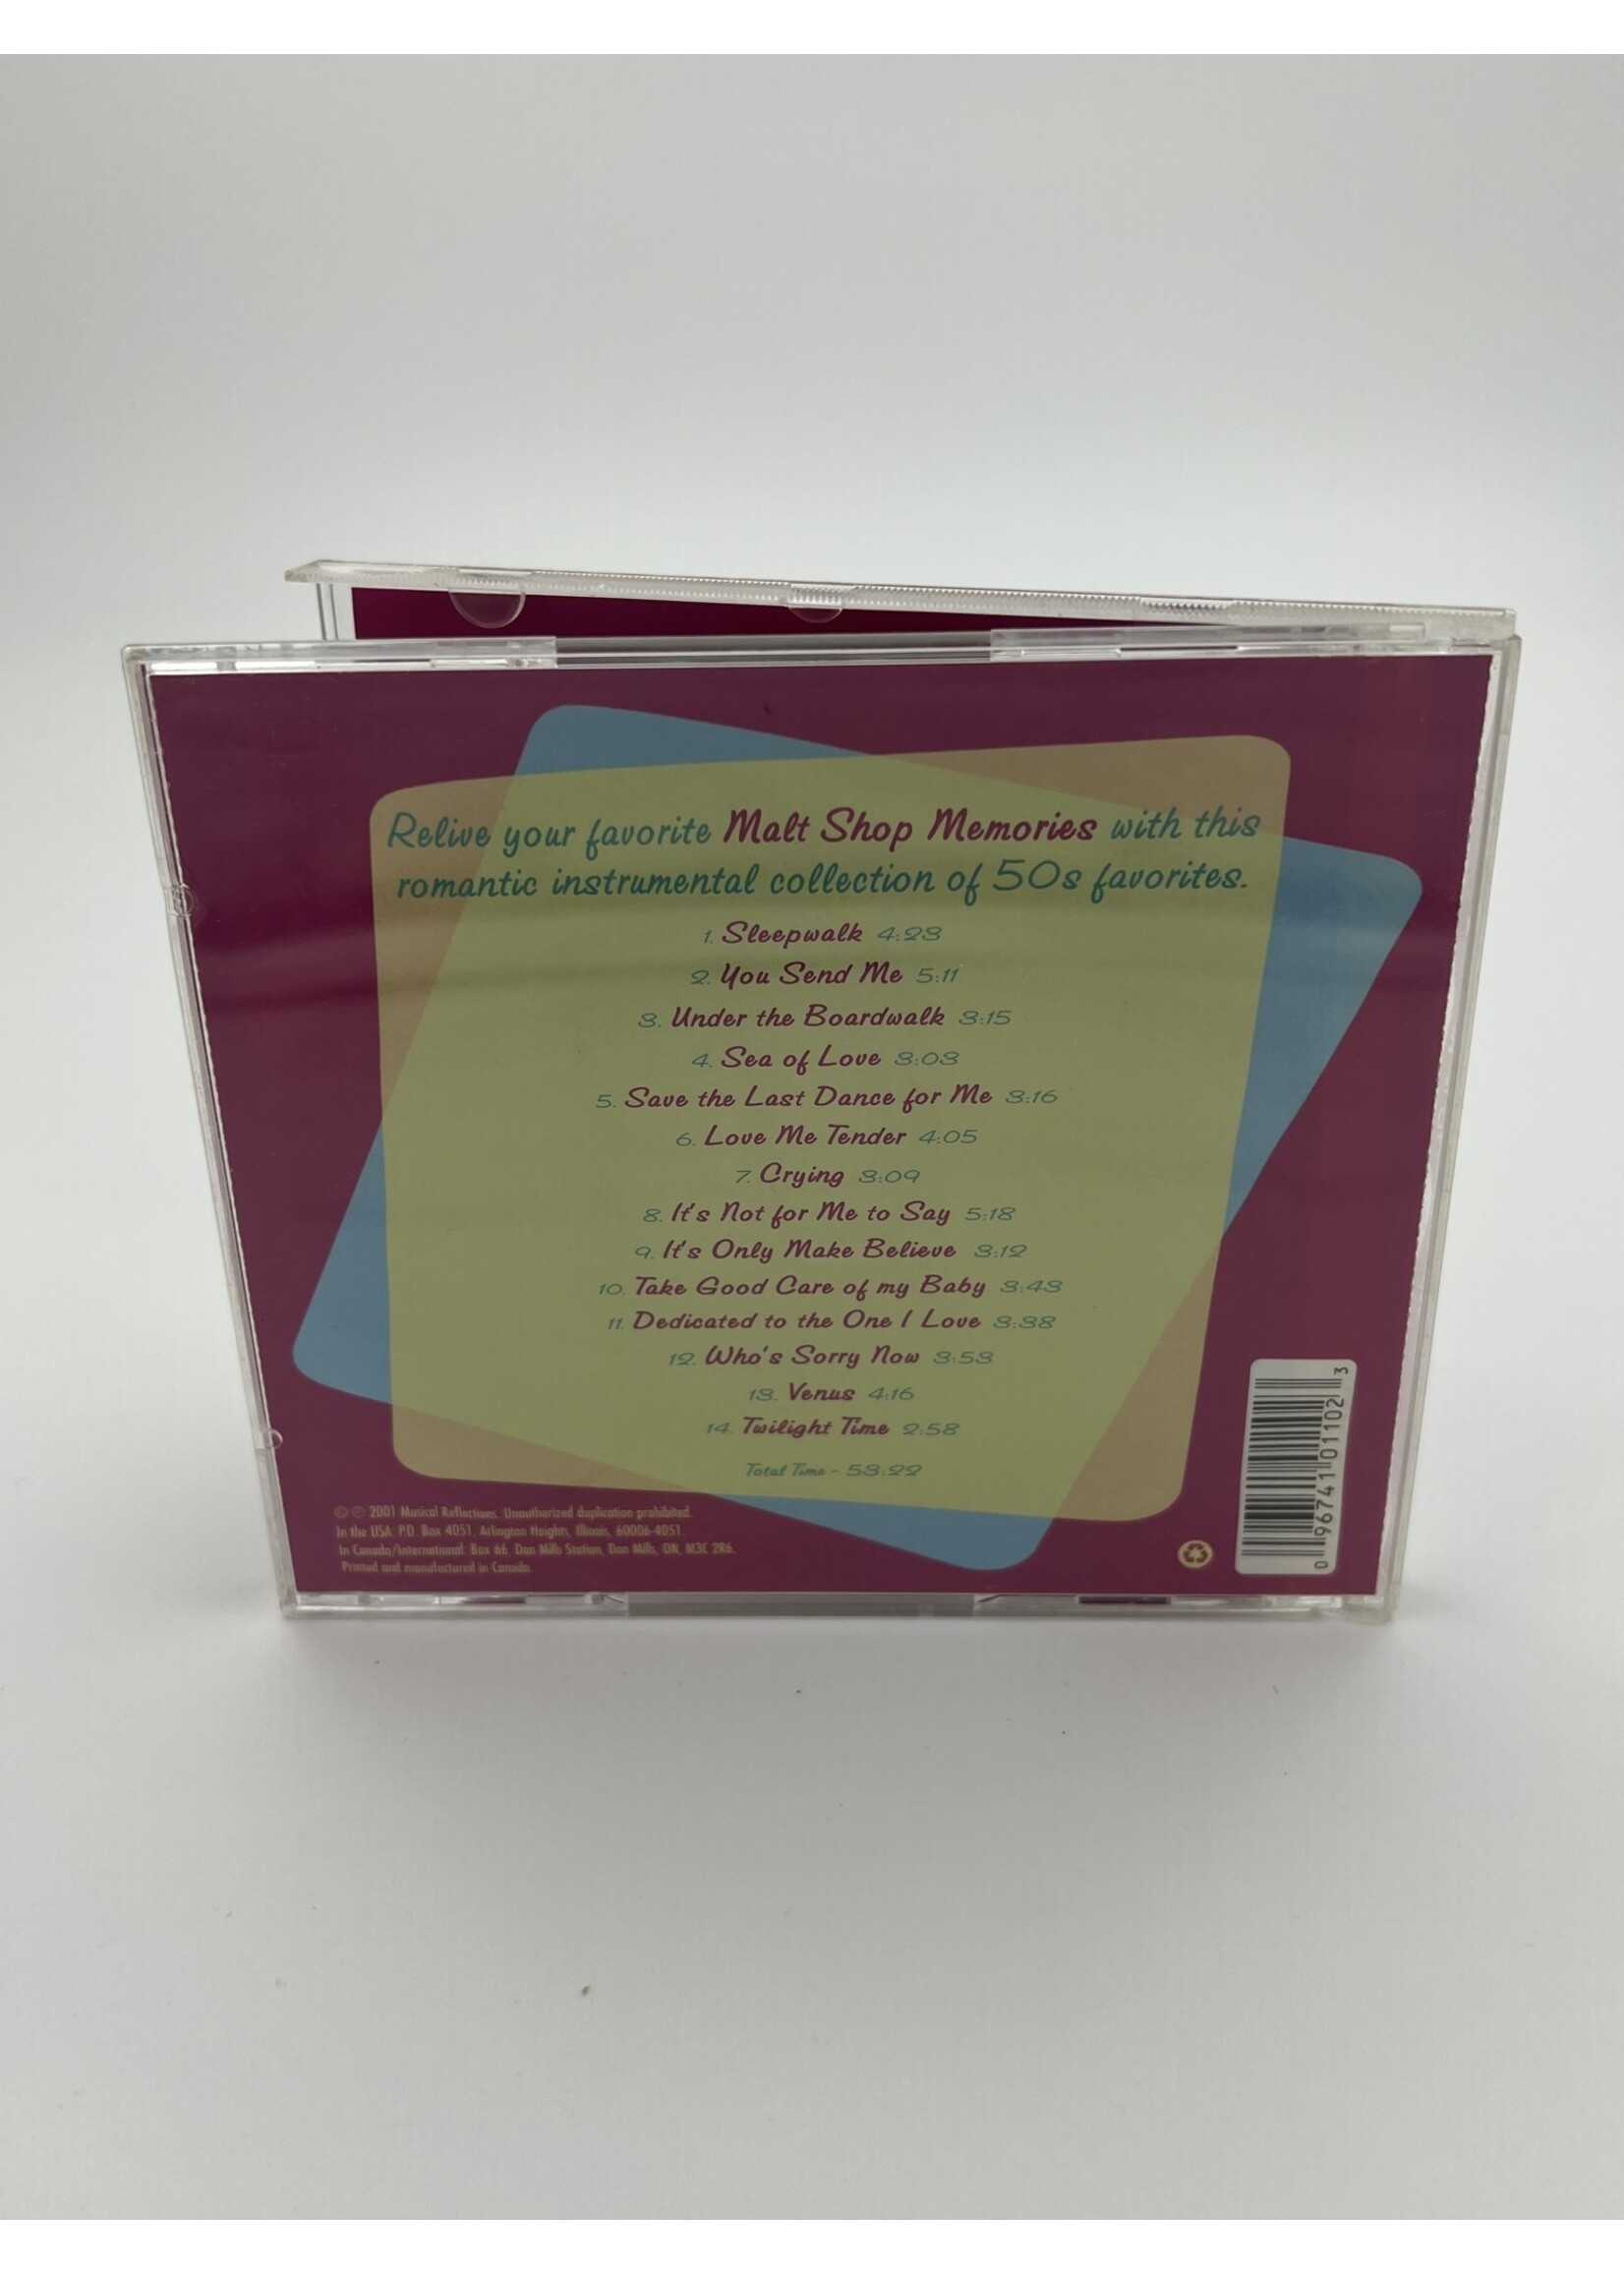 Relive your favorite Malt Shop Memories with this
romantic instrumental collection of 50s favorites.
1. Sleepwalk 4:23
2. You Send Me 5:11
3. Under the Boardwalk 3:15
4. Sea of Love 3:03
5. Save the Last Dance for Me 3:16
6. Love Me Tender 4:05
7. Crying 3:09
8. It's Not for Me to Say 5:18
9. It's Only Make Believe 3:12
10. Take Good Care of my Baby 3:43
11. Dedicated to the One I Love 3:38
12. Who's Sorry Now 3:53
13. Venus 4:16
14. Twilight Time 2:58
Total Time - 53:22
© ℗ 2001 Musical Reflections. Unauthorized duplication prohibited.
In the USA: P.O. Box 4051, Arlington Heights, Illinois, 60006-4051.
In Canada/International: Box 66, Don Mills Station, Don Mills, ON, M3C 2R6.
Printed and manufactured in Canada.
0 96741 01102 3